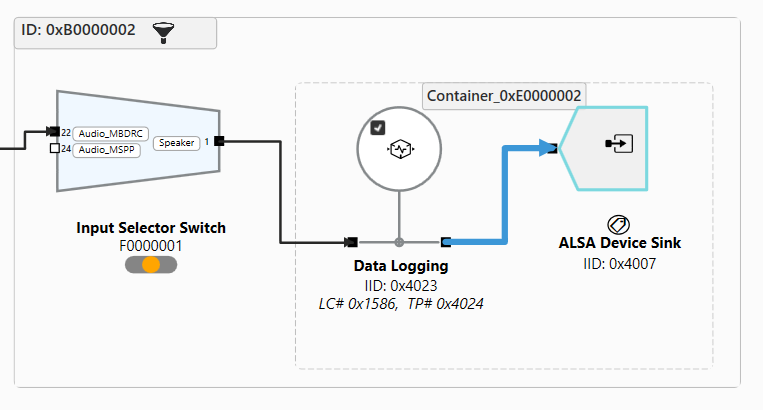 ID: 0xB0000002
Container_0xE0000002
22 Audio_MBDRC
24 Audio_MSPP
Speaker 1
Input Selector Switch
F0000001
Data Logging
IID: 0x4023
LC# 0x1586, TP# 0x4024
ALSA Device Sink
IID: 0x4007